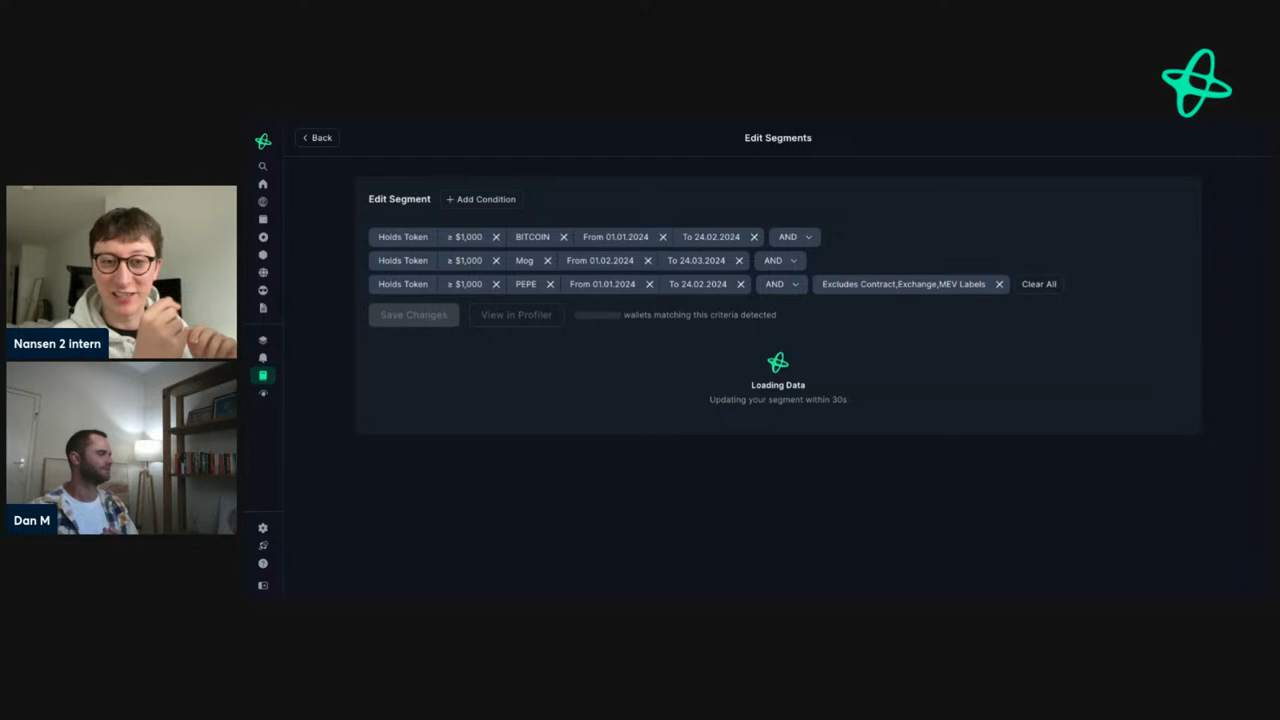 Back
Edit Segments
Edit Segment + Add Condition
Holds Token ≥ $1,000 BITCOIN From 01.01.2024 To 24.02.2024 AND
Holds Token ≥ $1,000 Mog From 01.02.2024 To 24.03.2024 AND
Holds Token ≥ $1,000 PEPE From 01.01.2024 To 24.02.2024 AND Excludes Contract,Exchange,MEV Labels Clear All
Save Changes View in Profiler wallets matching this criteria detected
Loading Data
Updating your segment within 30s
Nansen 2 intern
Dan M